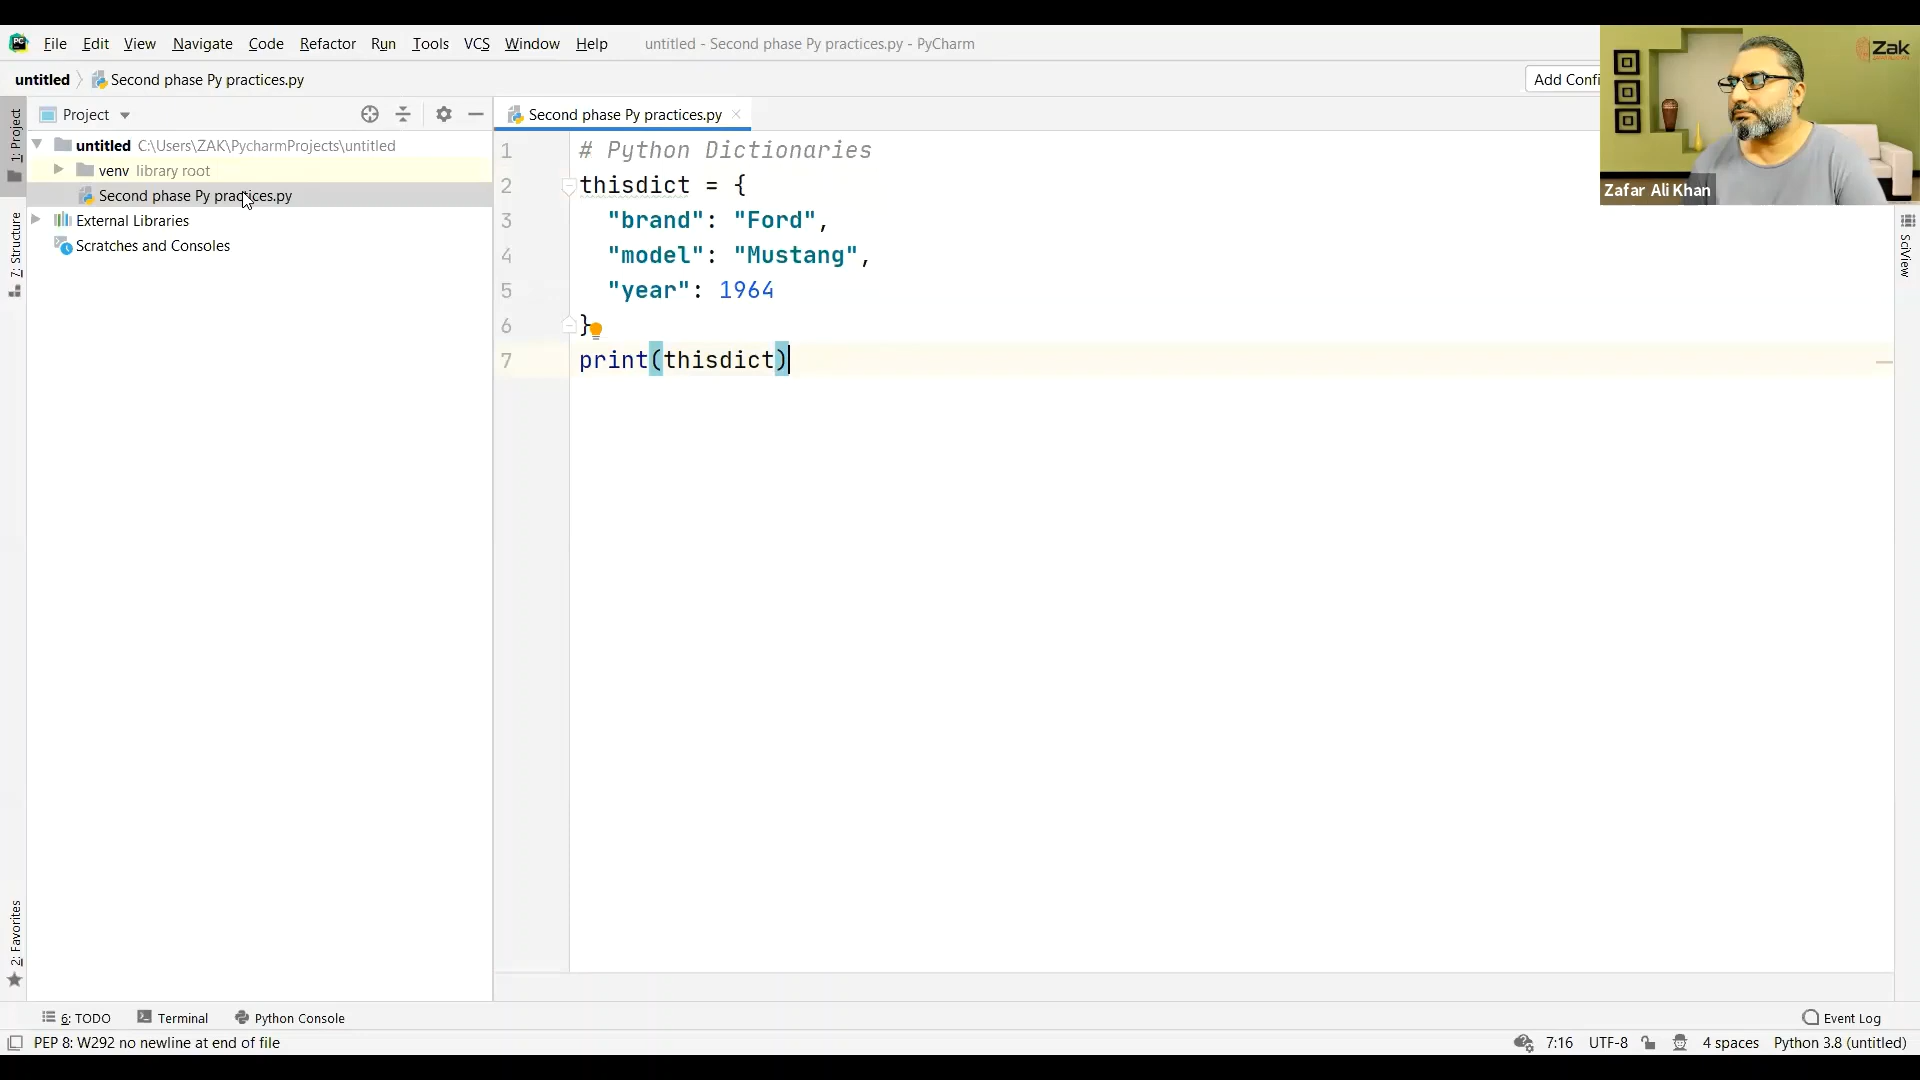 File Edit View Navigate Code Refactor Run Tools VCS Window Help untitled - Second phase Py practices.py - PyCharm
Zak
untitled Second phase Py practices.py
Add Confi
Project
Second phase Py practices.py
1: Project
untitled C:\Users\ZAK\PycharmProjects\untitled
venv library root
Second phase Py practices.py
External Libraries
Scratches and Consoles
7: Structure
Zafar Ali Khan
SciView
1 # Python Dictionaries
2 thisdict = {
3 "brand": "Ford",
4 "model": "Mustang",
5 "year": 1964
6 }
7 print(thisdict)
2: Favorites
6: TODO Terminal Python Console Event Log
PEP 8: W292 no newline at end of file 7:16 UTF-8 4 spaces Python 3.8 (untitled)